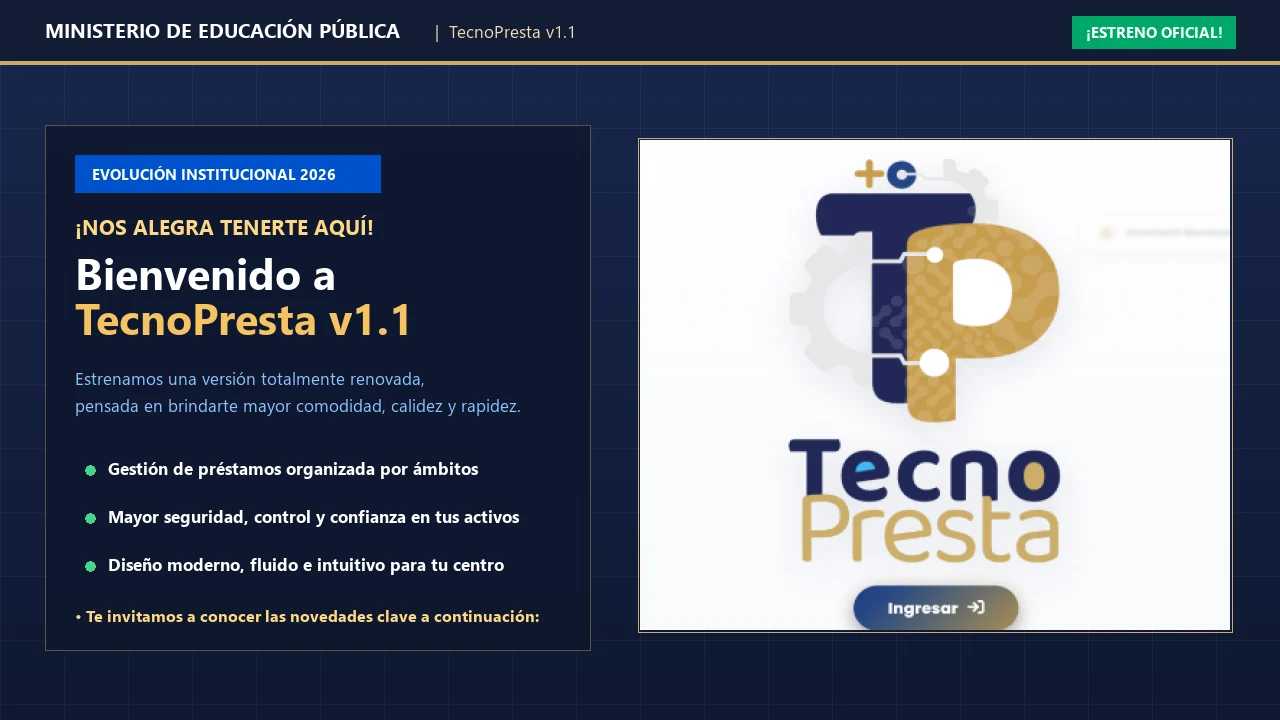 MINISTERIO DE EDUCACIÓN PÚBLICA | TecnoPresta v1.1
¡ESTRENO OFICIAL!
EVOLUCIÓN INSTITUCIONAL 2026
¡NOS ALEGRA TENERTE AQUÍ!
Bienvenido a
TecnoPresta v1.1
Estrenamos una versión totalmente renovada,
pensada en brindarte mayor comodidad, calidez y rapidez.
Gestión de préstamos organizada por ámbitos
Mayor seguridad, control y confianza en tus activos
Diseño moderno, fluido e intuitivo para tu centro
• Te invitamos a conocer las novedades clave a continuación:
+c
TP
Tecno
Presta
Ingresar